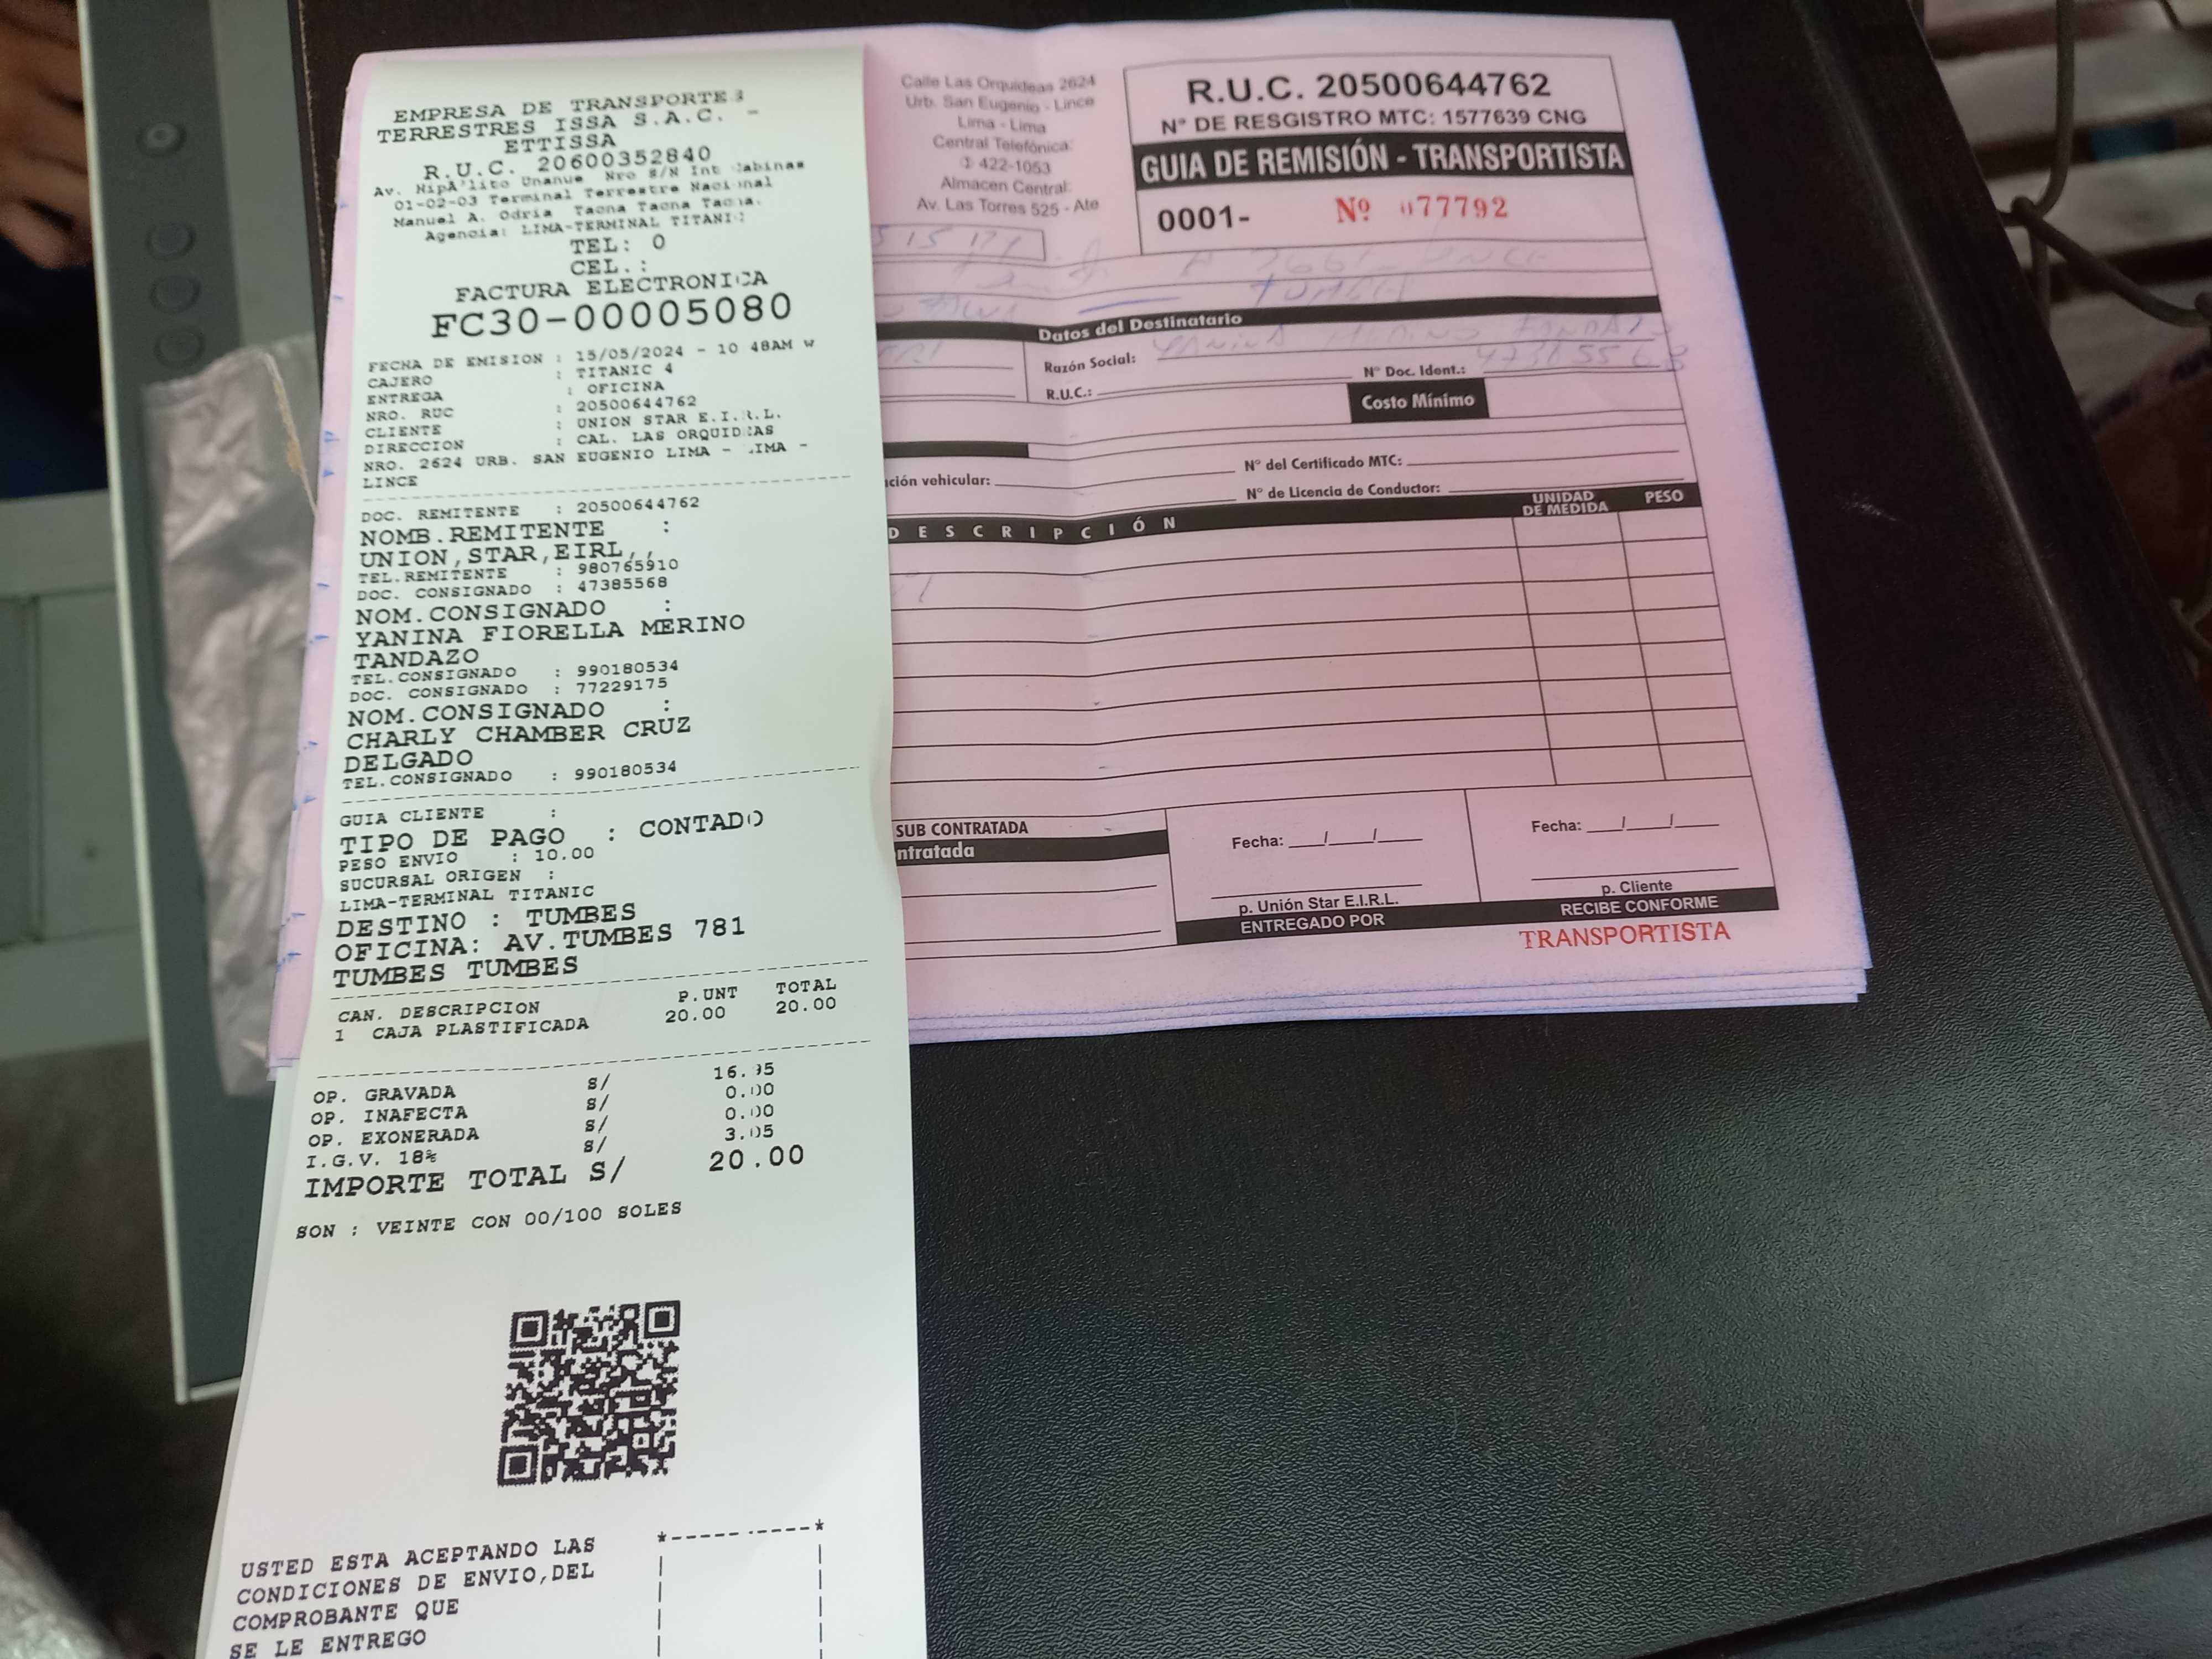 EMPRESA DE TRANSPORTES
TERRESTRES ISSA S.A.C. -
ETTISSA
R.U.C. 20600352840
Av. HipÃ³lito Unanue Nro S/N Int Cabinas
01-02-03 Terminal Terrestre Nacional
Manuel A. Odria Tacna Tacna Tacna.
Agencia: LIMA-TERMINAL TITANIC
TEL: 0
CEL.:
FACTURA ELECTRONICA
FC30-00005080
FECHA DE EMISION : 15/05/2024 - 10 48AM W
CAJERO : TITANIC 4
ENTREGA : OFICINA
NRO. RUC : 20500644762
CLIENTE : UNION STAR E.I.R.L.
DIRECCION : CAL. LAS ORQUIDEAS
NRO. 2624 URB. SAN EUGENIO LIMA - LIMA -
LINCE
DOC. REMITENTE : 20500644762
NOMB.REMITENTE :
UNION,STAR,EIRL,,
TEL.REMITENTE : 980765910
DOC. CONSIGNADO : 47385568
NOM.CONSIGNADO :
YANINA FIORELLA MERINO
TANDAZO
TEL.CONSIGNADO : 990180534
DOC. CONSIGNADO : 77229175
NOM.CONSIGNADO :
CHARLY CHAMBER CRUZ
DELGADO
TEL.CONSIGNADO : 990180534
GUIA CLIENTE :
TIPO DE PAGO : CONTADO
PESO ENVIO : 10.00
SUCURSAL ORIGEN :
LIMA-TERMINAL TITANIC
DESTINO : TUMBES
OFICINA: AV.TUMBES 781
TUMBES TUMBES
CAN. DESCRIPCION P.UNT TOTAL
1 CAJA PLASTIFICADA 20.00 20.00
OP. GRAVADA S/ 16.95
OP. INAFECTA S/ 0.00
OP. EXONERADA S/ 0.00
I.G.V. 18% S/ 3.05
IMPORTE TOTAL S/ 20.00
SON : VEINTE CON 00/100 SOLES
USTED ESTA ACEPTANDO LAS
CONDICIONES DE ENVIO,DEL
COMPROBANTE QUE
SE LE ENTREGO
Calle Las Orquídeas 2624
Urb. San Eugenio - Lince
Lima - Lima
Central Telefónica:
422-1053
Almacen Central:
Av. Las Torres 525 - Ate
R.U.C. 20500644762
N° DE RESGISTRO MTC: 1577639 CNG
GUIA DE REMISIÓN - TRANSPORTISTA
0001- Nº 077792
Datos del Destinatario
Razón Social:
N° Doc. Ident.:
R.U.C.:
Costo Mínimo
ción vehicular:
N° del Certificado MTC:
N° de Licencia de Conductor:
DESCRIPCIÓN
UNIDAD DE MEDIDA
PESO
SUB CONTRATADA
ntratada
Fecha: __/__/__
p. Unión Star E.I.R.L.
ENTREGADO POR
Fecha: __/__/__
p. Cliente
RECIBE CONFORME
TRANSPORTISTA